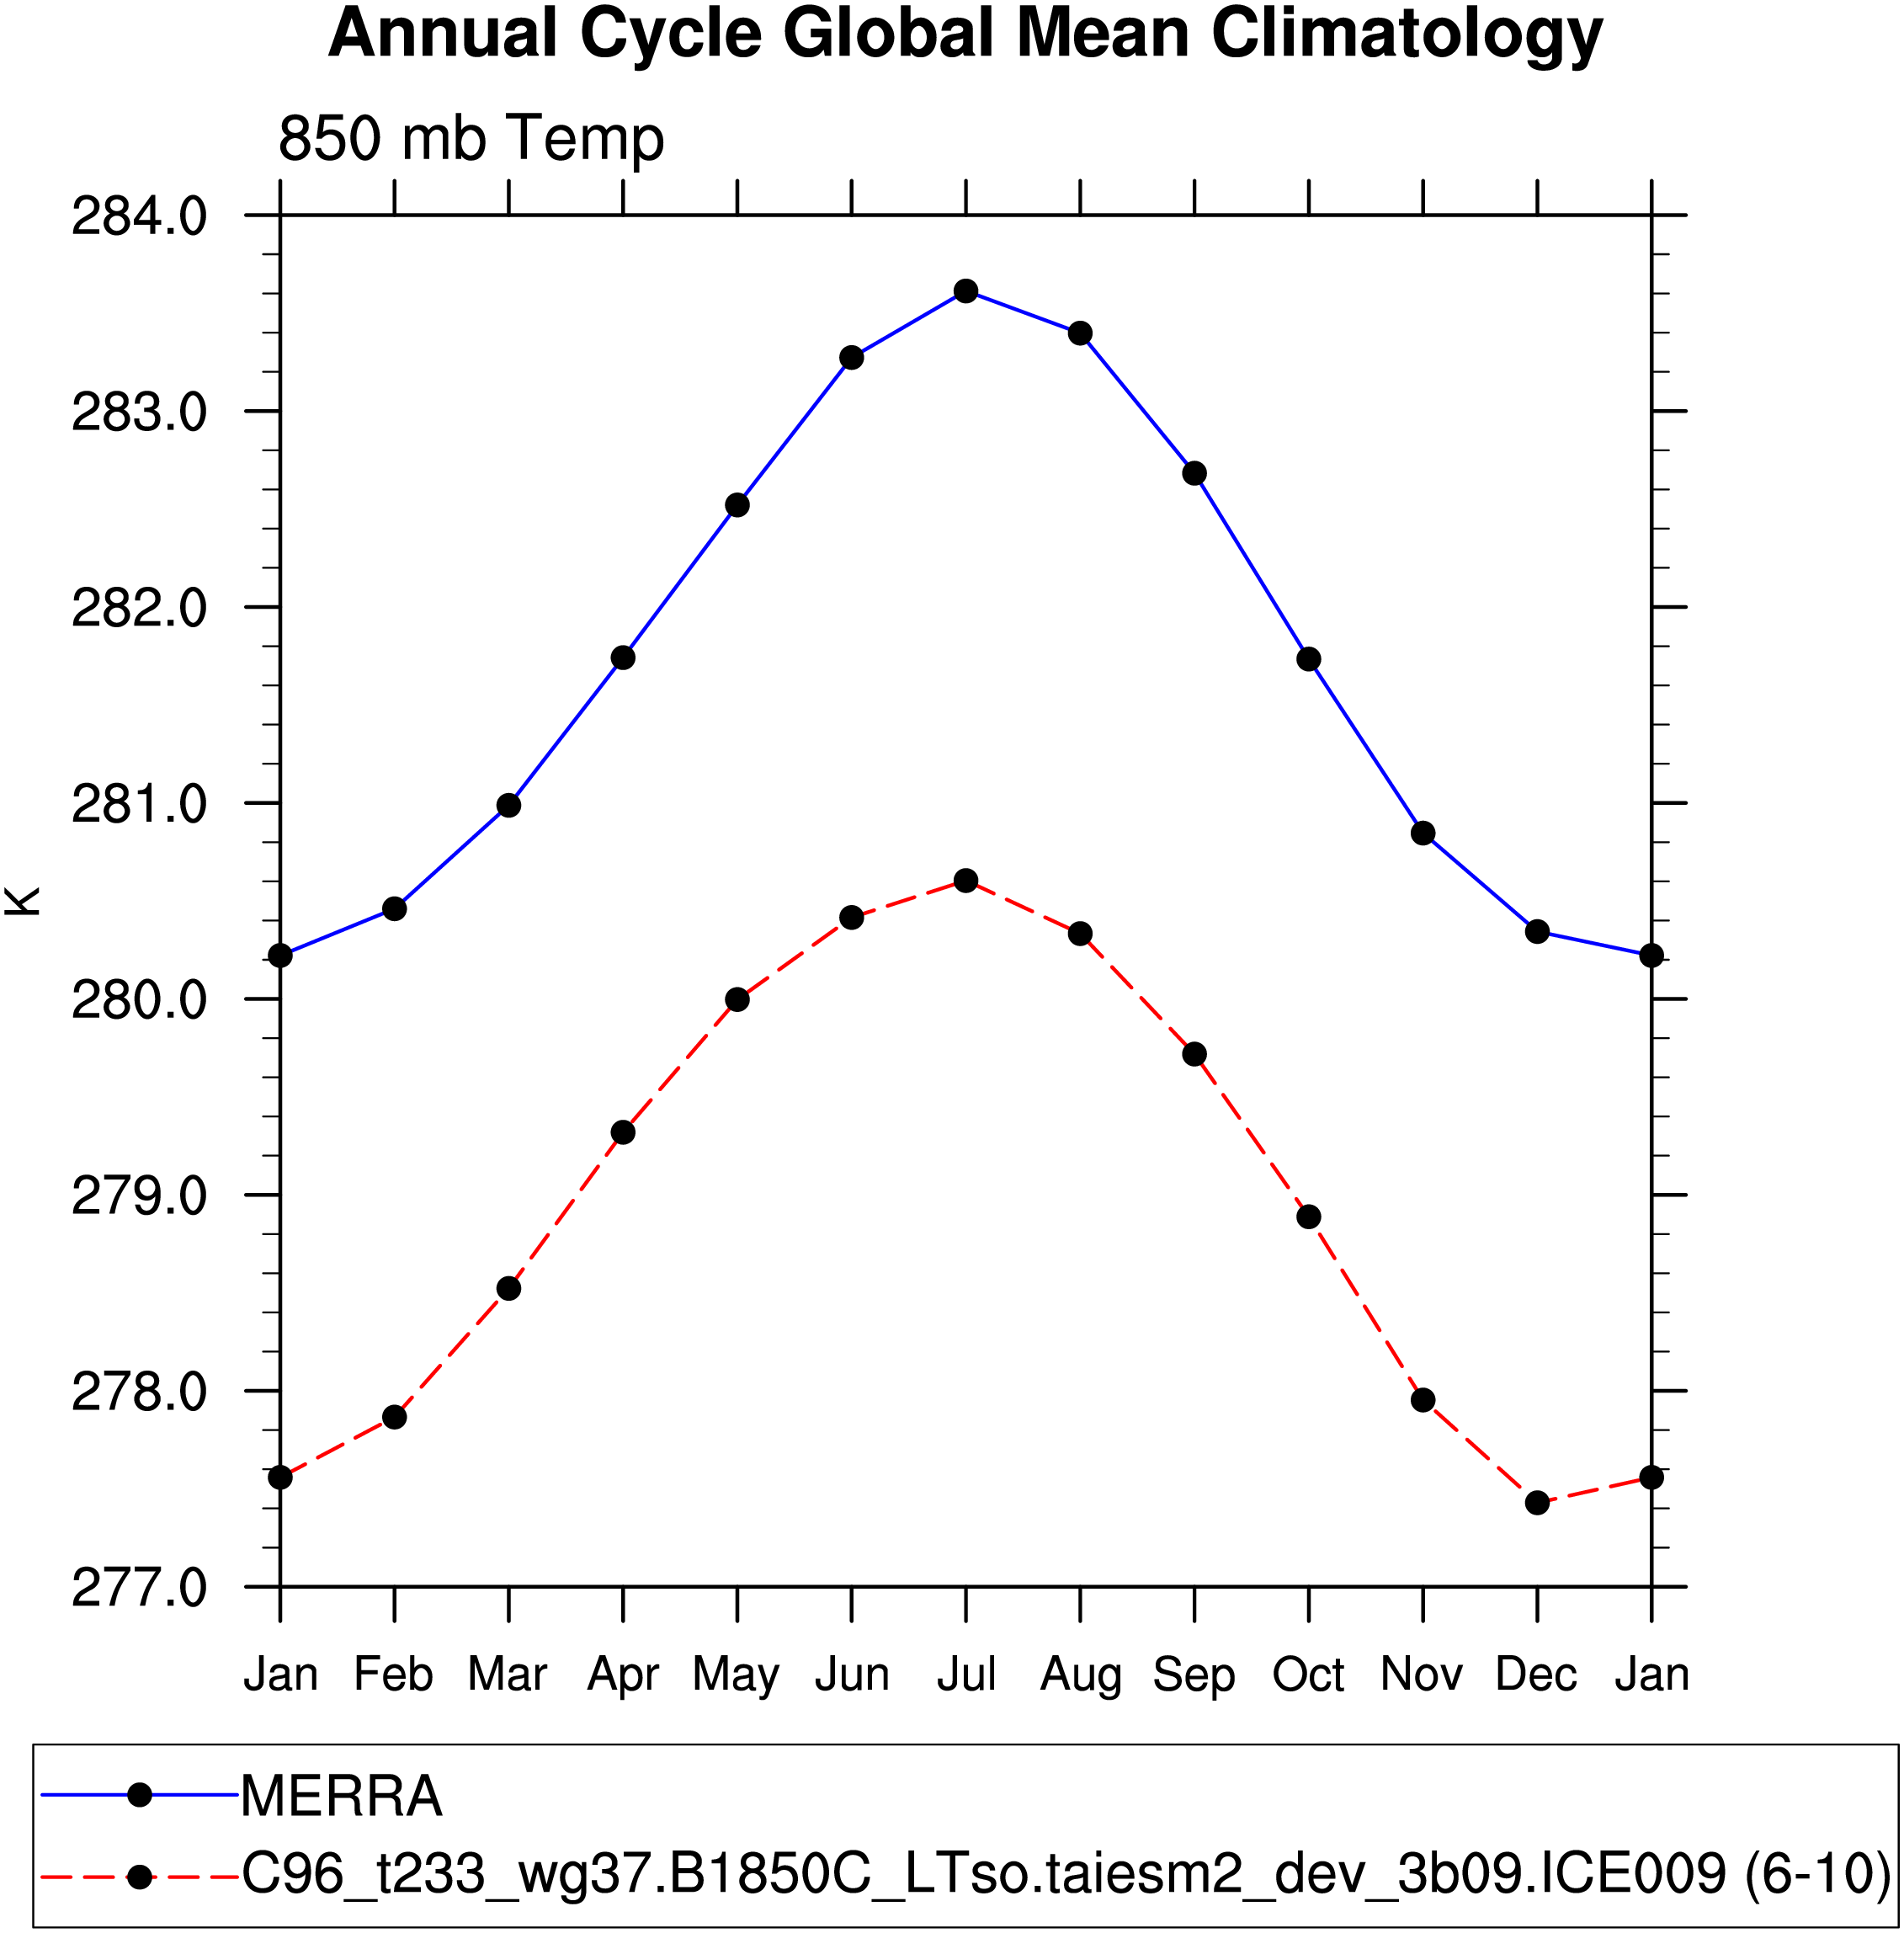 Annual Cycle Global Mean Climatology
850 mb Temp
284.0
283.0
282.0
281.0
K
280.0
279.0
278.0
277.0
Jan Feb Mar Apr May Jun Jul Aug Sep Oct Nov Dec Jan
MERRA
C96_t233_wg37.B1850C_LTso.taiesm2_dev_3b09.ICE009 (6-10)